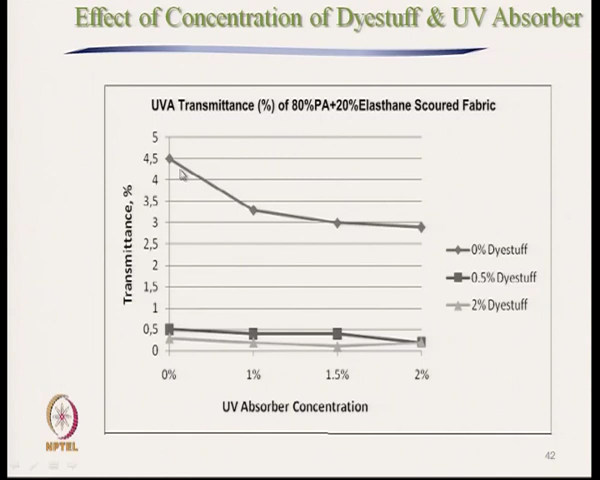 Effect of Concentration of Dyestuff & UV Absorber
UVA Transmittance (%) of 80%PA+20%Elasthane Scoured Fabric
Transmittance, %
5
4,5
4
3,5
3
2,5
2
1,5
1
0,5
0
0%
1%
1.5%
2%
UV Absorber Concentration
0% Dyestuff
0.5% Dyestuff
2% Dyestuff
NPTEL
42